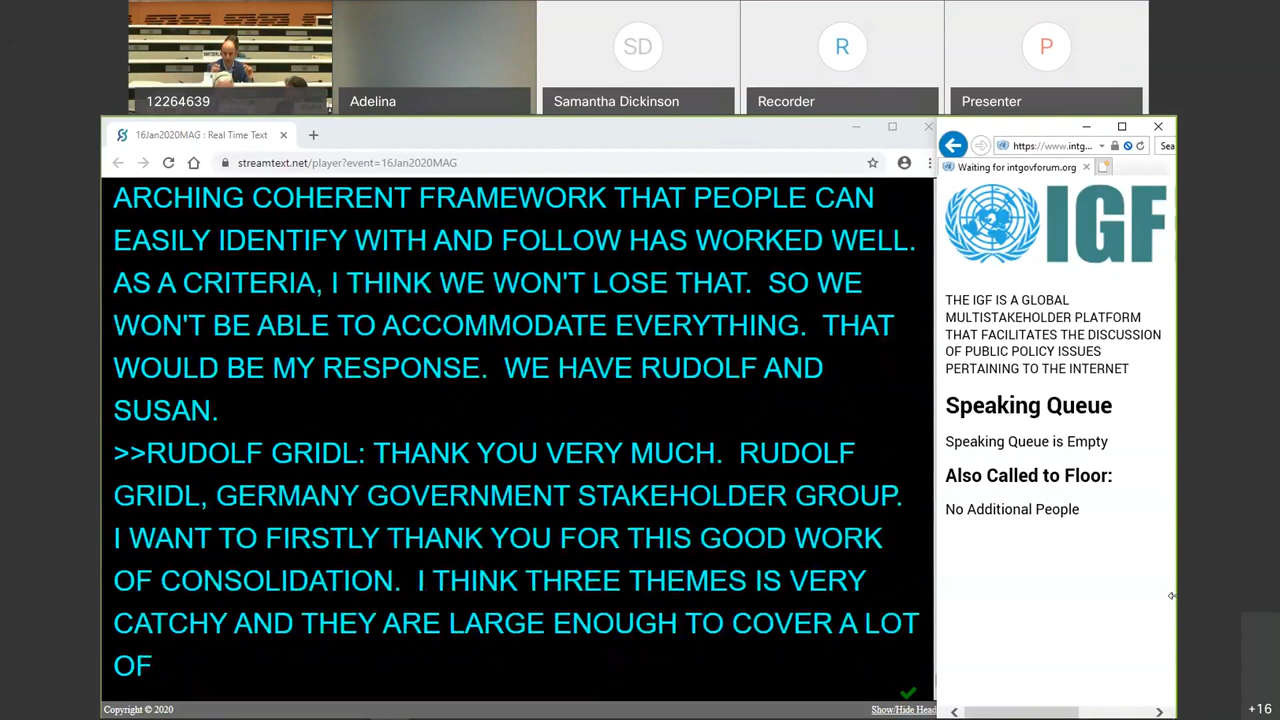 12264639
Adelina
SD
Samantha Dickinson
R
Recorder
P
Presenter
16Jan2020MAG : Real Time Text
streamtext.net/player?event=16Jan2020MAG
ARCHING COHERENT FRAMEWORK THAT PEOPLE CAN
EASILY IDENTIFY WITH AND FOLLOW HAS WORKED WELL.
AS A CRITERIA, I THINK WE WON'T LOSE THAT.  SO WE
WON'T BE ABLE TO ACCOMMODATE EVERYTHING.  THAT
WOULD BE MY RESPONSE.  WE HAVE RUDOLF AND
SUSAN.
>>RUDOLF GRIDL: THANK YOU VERY MUCH.  RUDOLF
GRIDL, GERMANY GOVERNMENT STAKEHOLDER GROUP.
I WANT TO FIRSTLY THANK YOU FOR THIS GOOD WORK
OF CONSOLIDATION.  I THINK THREE THEMES IS VERY
CATCHY AND THEY ARE LARGE ENOUGH TO COVER A LOT
OF
Copyright © 2020
Show/Hide Head
https://www.intg...
Sea
Waiting for intgovforum.org
IGF
THE IGF IS A GLOBAL
MULTISTAKEHOLDER PLATFORM
THAT FACILITATES THE DISCUSSION
OF PUBLIC POLICY ISSUES
PERTAINING TO THE INTERNET
Speaking Queue
Speaking Queue is Empty
Also Called to Floor:
No Additional People
+16